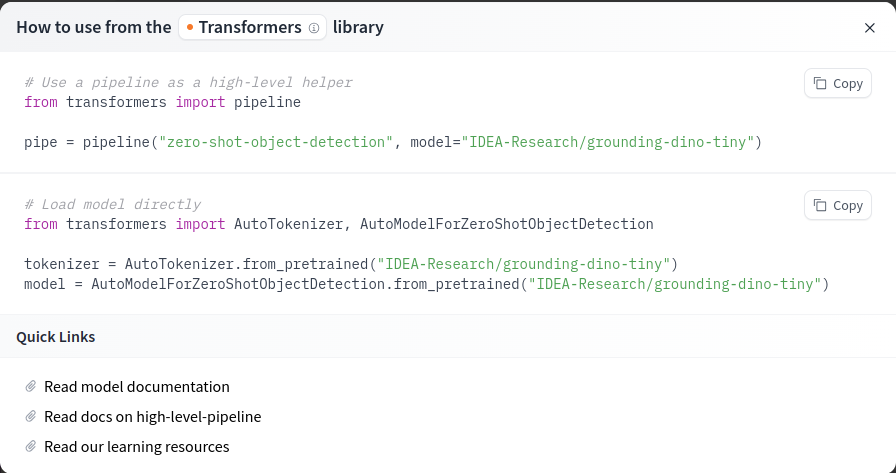 How to use from the Transformers library
# Use a pipeline as a high-level helper
Copy
from transformers import pipeline
pipe = pipeline("zero-shot-object-detection", model="IDEA-Research/grounding-dino-tiny")
# Load model directly
Copy
from transformers import AutoTokenizer, AutoModelForZeroShotObjectDetection
tokenizer = AutoTokenizer.from_pretrained("IDEA-Research/grounding-dino-tiny")
model = AutoModelForZeroShotObjectDetection.from_pretrained("IDEA-Research/grounding-dino-tiny")
Quick Links
Read model documentation
Read docs on high-level-pipeline
Read our learning resources